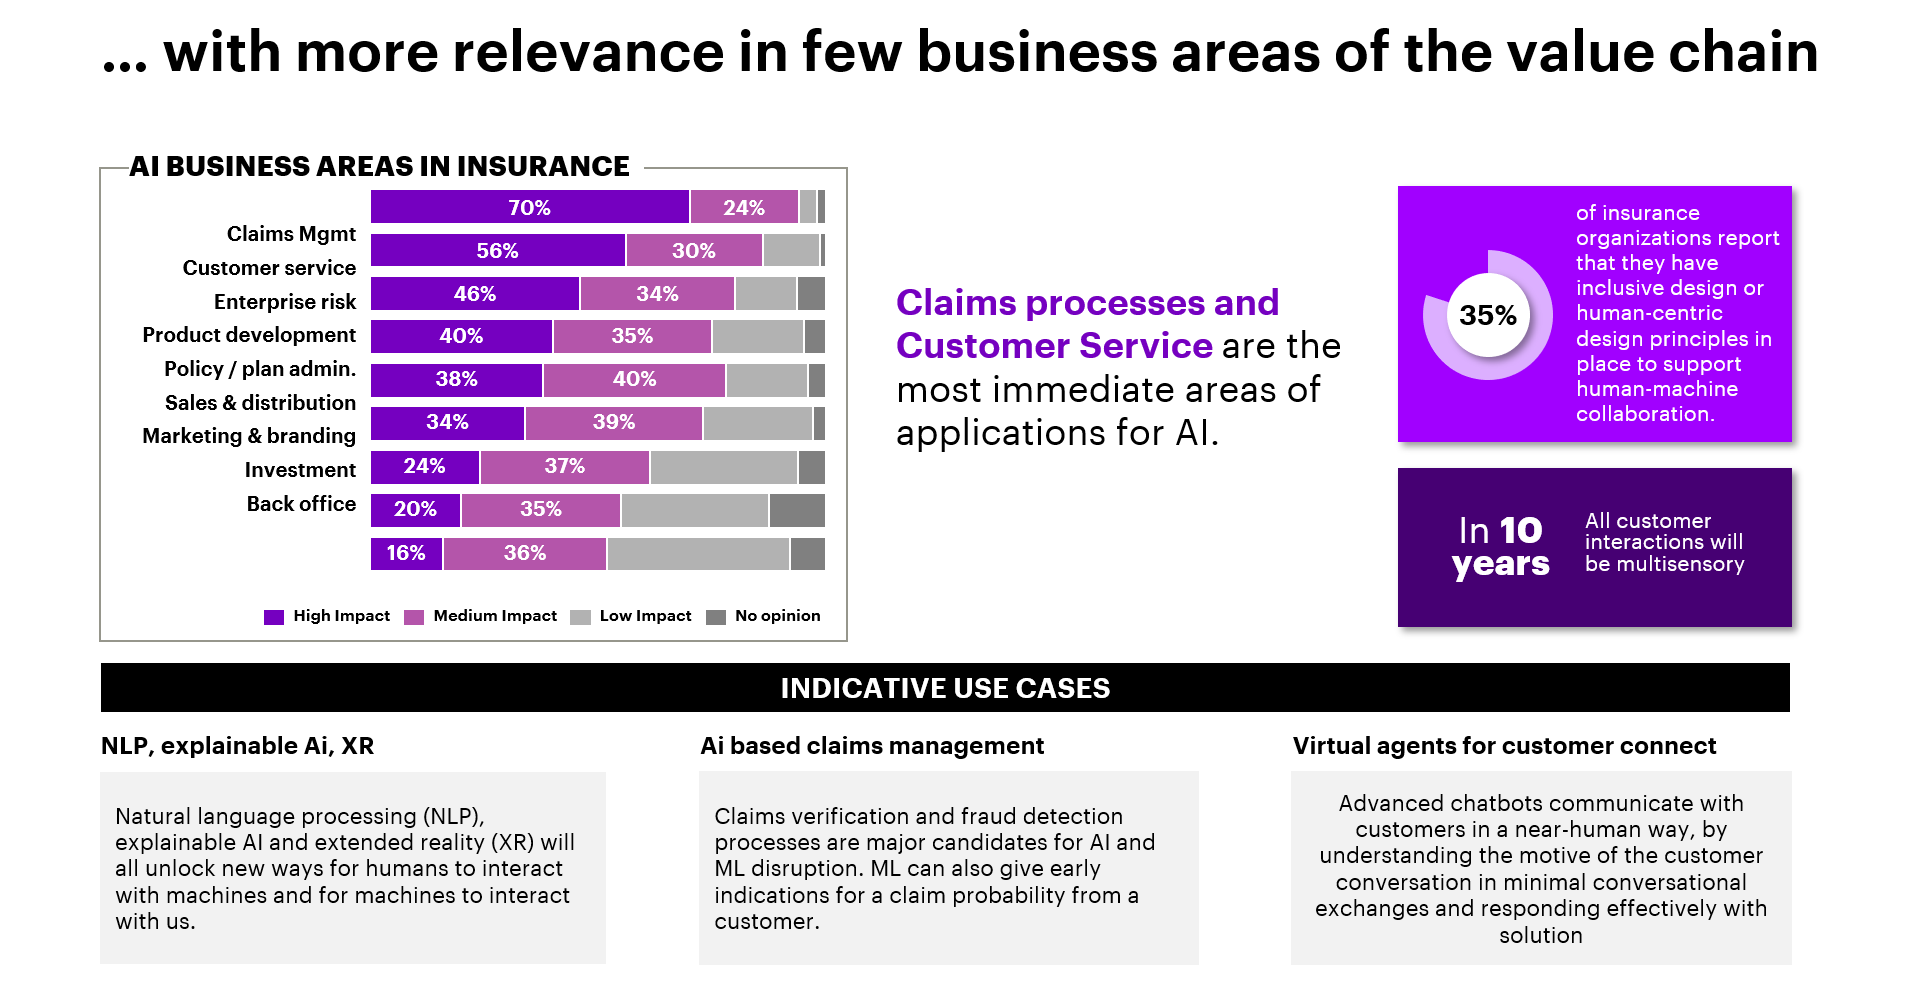 ... with more relevance in few business areas of the value chain
AI BUSINESS AREAS IN INSURANCE
Claims Mgmt
Customer service
Enterprise risk
Product development
Policy / plan admin.
Sales & distribution
Marketing & branding
Investment
Back office
70% 24%
56% 30%
46% 34%
40% 35%
38% 40%
34% 39%
24% 37%
20% 35%
16% 36%
High Impact Medium Impact Low Impact No opinion
Claims processes and
Customer Service are the
most immediate areas of
applications for AI.
35%
of insurance
organizations report
that they have
inclusive design or
human-centric
design principles in
place to support
human-machine
collaboration.
In 10
years
All customer
interactions will
be multisensory
INDICATIVE USE CASES
NLP, explainable Ai, XR
Natural language processing (NLP),
explainable AI and extended reality (XR) will
all unlock new ways for humans to interact
with machines and for machines to interact
with us.
Ai based claims management
Claims verification and fraud detection
processes are major candidates for AI and
ML disruption. ML can also give early
indications for a claim probability from a
customer.
Virtual agents for customer connect
Advanced chatbots communicate with
customers in a near-human way, by
understanding the motive of the customer
conversation in minimal conversational
exchanges and responding effectively with
solution